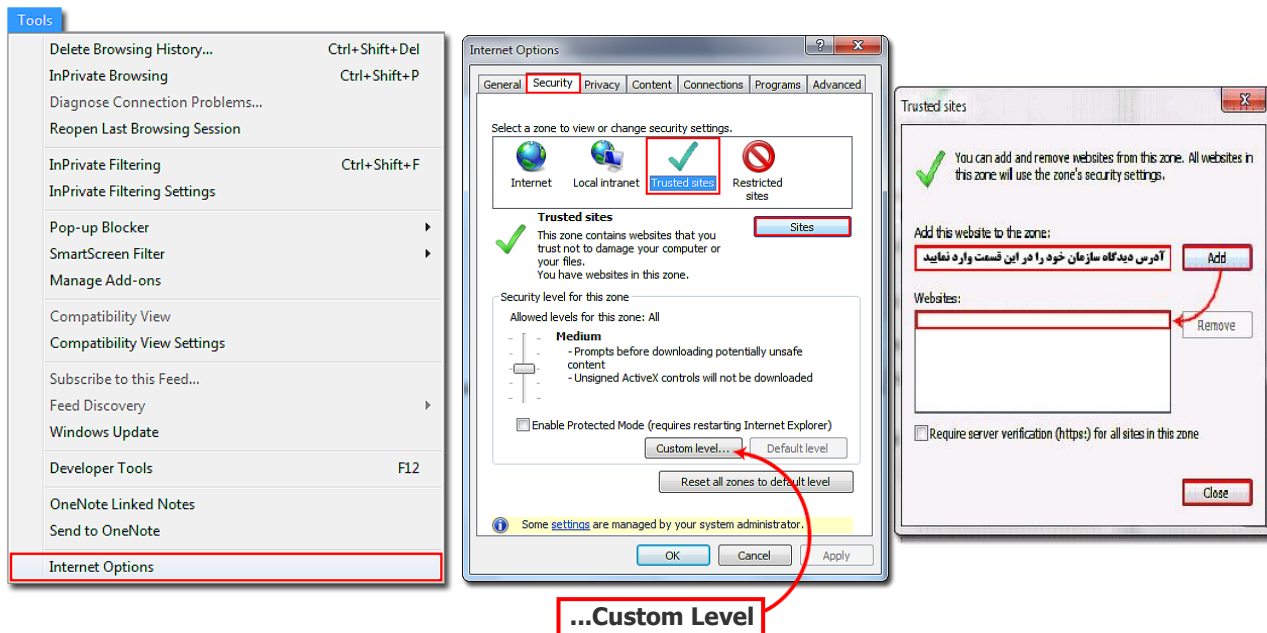 Tools
Delete Browsing History... Ctrl+Shift+Del
InPrivate Browsing Ctrl+Shift+P
Diagnose Connection Problems...
Reopen Last Browsing Session
InPrivate Filtering Ctrl+Shift+F
InPrivate Filtering Settings
Pop-up Blocker
SmartScreen Filter
Manage Add-ons
Compatibility View
Compatibility View Settings
Subscribe to this Feed...
Feed Discovery
Windows Update
Developer Tools F12
OneNote Linked Notes
Send to OneNote
Internet Options
Internet Options
General Security Privacy Content Connections Programs Advanced
Select a zone to view or change security settings.
Internet Local intranet Trusted sites Restricted
sites
Trusted sites
Sites
This zone contains websites that you
trust not to damage your computer or
your files.
You have websites in this zone.
Security level for this zone
Allowed levels for this zone: All
Medium
- Prompts before downloading potentially unsafe
content
- Unsigned ActiveX controls will not be downloaded
Enable Protected Mode (requires restarting Internet Explorer)
Custom level... Default level
Reset all zones to default level
Some settings are managed by your system administrator.
OK Cancel Apply
...Custom Level
Trusted sites
You can add and remove websites from this zone. All websites in
this zone will use the zone's security settings.
Add this website to the zone:
آدرس دیدگاه سازمان خود را در این قسمت وارد نمایید
Add
Websites:
Remove
Require server verification (https:) for all sites in this zone
Close